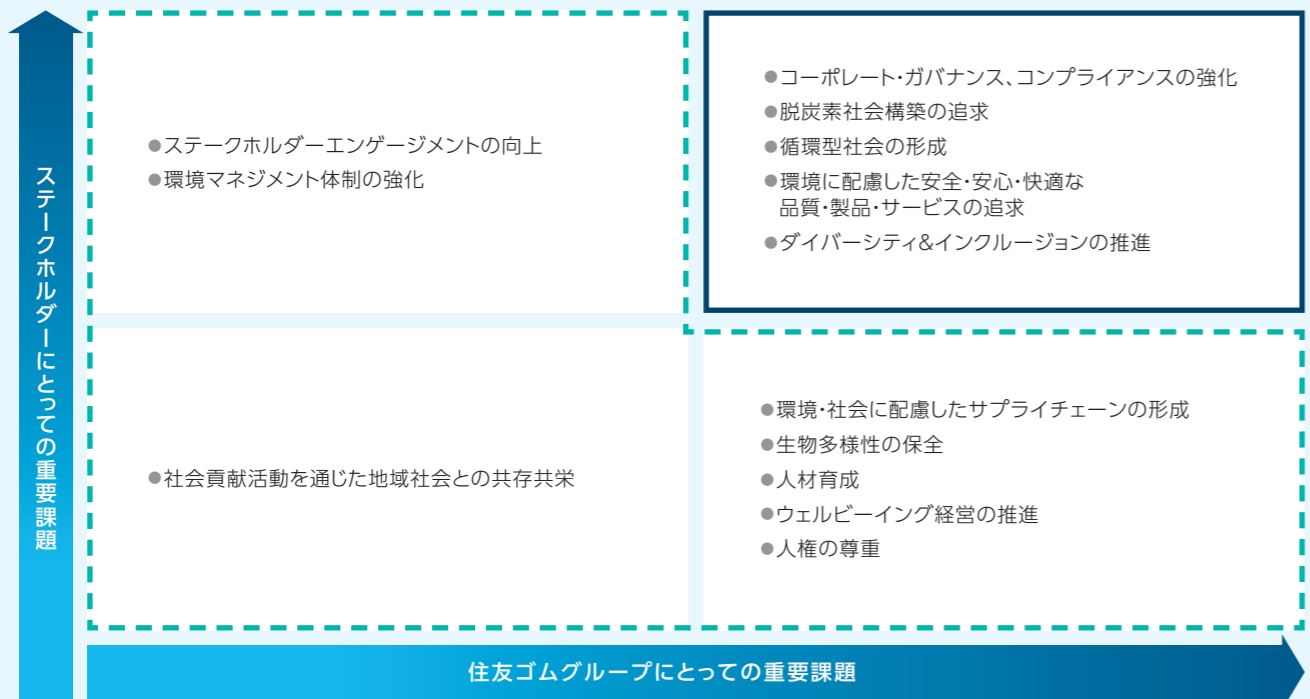 ステークホルダーにとっての重要課題
●ステークホルダーエンゲージメントの向上
●環境マネジメント体制の強化
●コーポレート・ガバナンス、コンプライアンスの強化
●脱炭素社会構築の追求
●循環型社会の形成
●環境に配慮した安全・安心・快適な
品質・製品・サービスの追求
●ダイバーシティ&インクルージョンの推進
●社会貢献活動を通じた地域社会との共存共栄
●環境・社会に配慮したサプライチェーンの形成
●生物多様性の保全
●人材育成
●ウェルビーイング経営の推進
●人権の尊重
住友ゴムグループにとっての重要課題